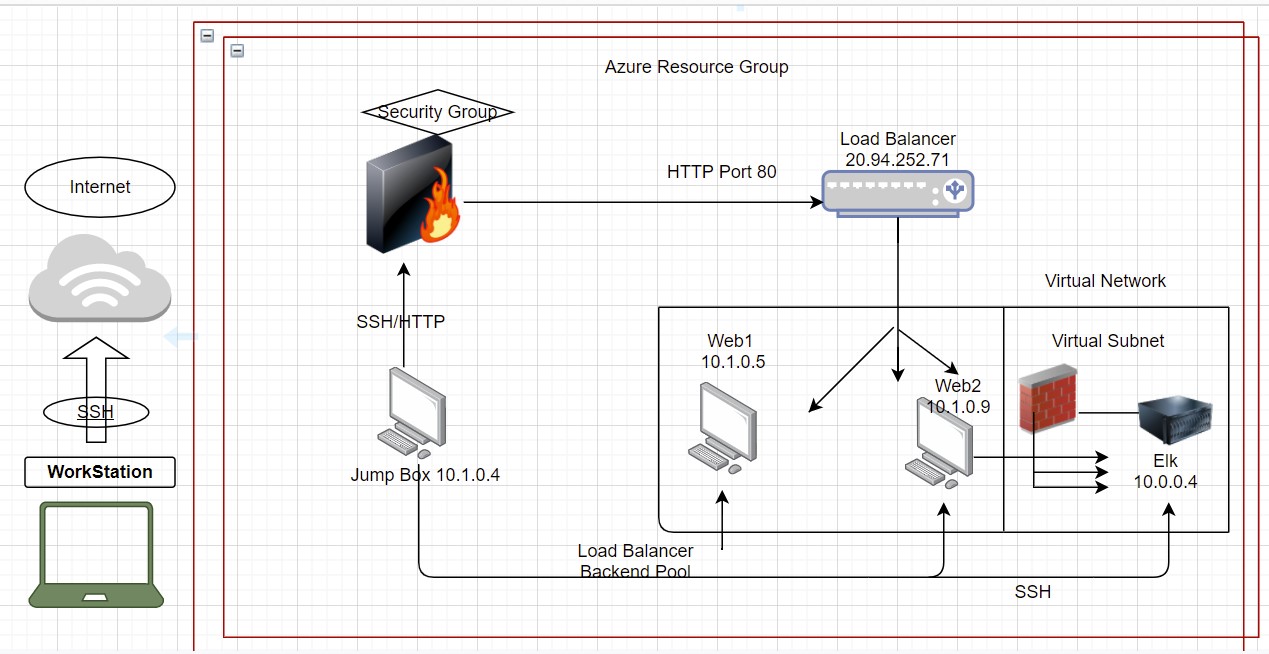 Azure Resource Group
Security Group
Load Balancer
20.94.252.71
HTTP Port 80
Internet
Virtual Network
SSH/HTTP
Web1
10.1.0.5
Virtual Subnet
Web2
10.1.0.9
SSH
WorkStation
Jump Box 10.1.0.4
Elk
10.0.0.4
Load Balancer
Backend Pool
SSH